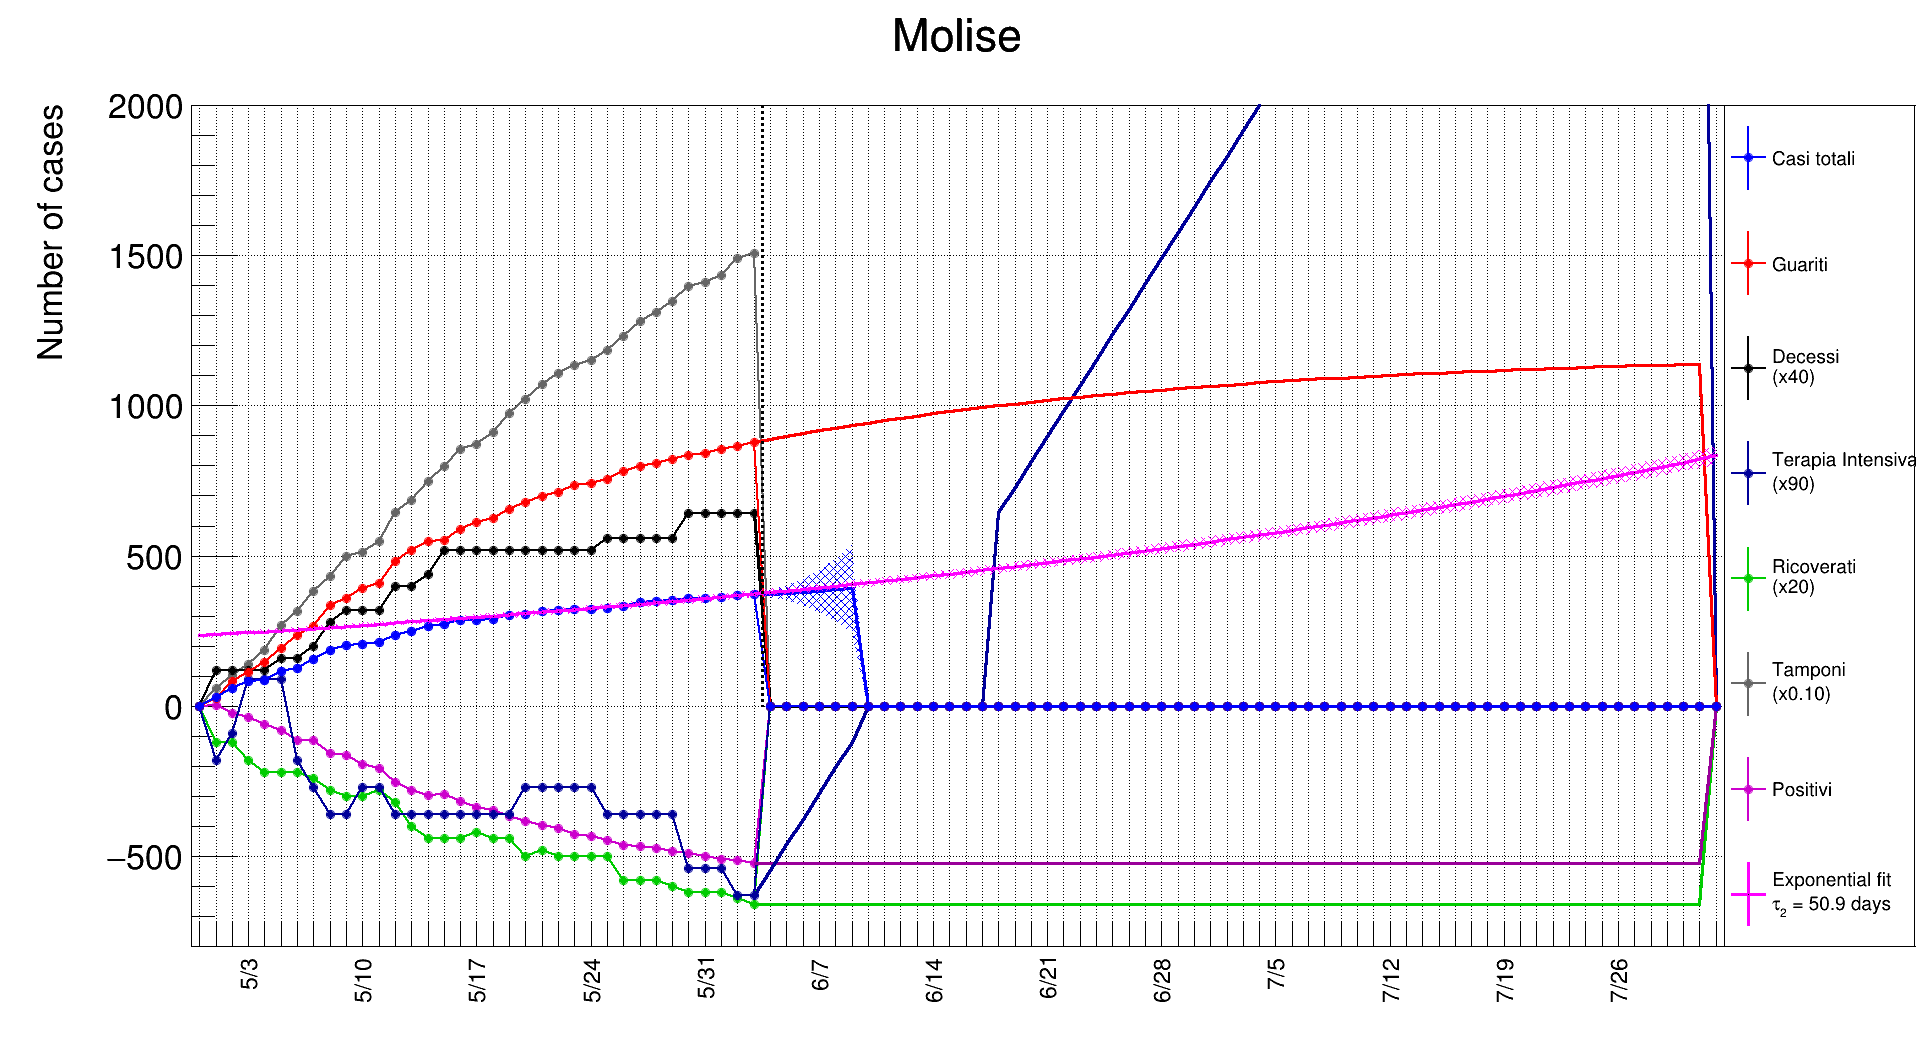 Molise
Number of cases
2000
1500
1000
500
0
−500
5/3
5/10
5/17
5/24
5/31
6/7
6/14
6/21
6/28
7/5
7/12
7/19
7/26
Casi totali
Guariti
Decessi
(x40)
Terapia Intensiva
(x90)
Ricoverati
(x20)
Tamponi
(x0.10)
Positivi
Exponential fit
τ₂ = 50.9 days